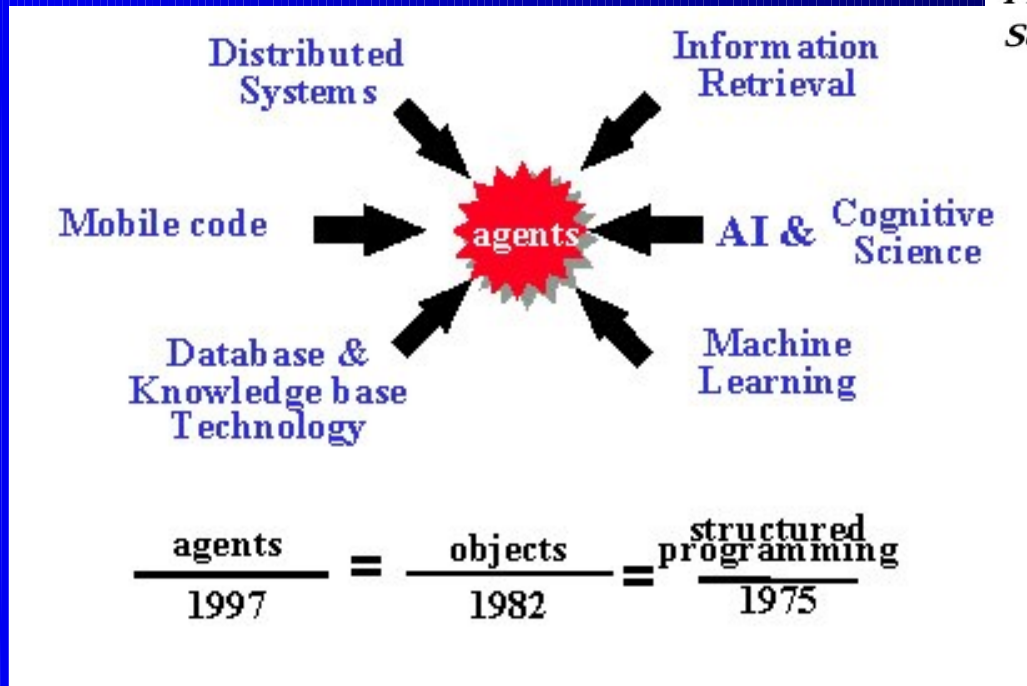 Distributed
Systems
Information
Retrieval
Mobile code
agents
AI & Cognitive
Science
Database &
Knowledge base
Technology
Machine
Learning
agents
1997
=
objects
1982
=
structured
programming
1975